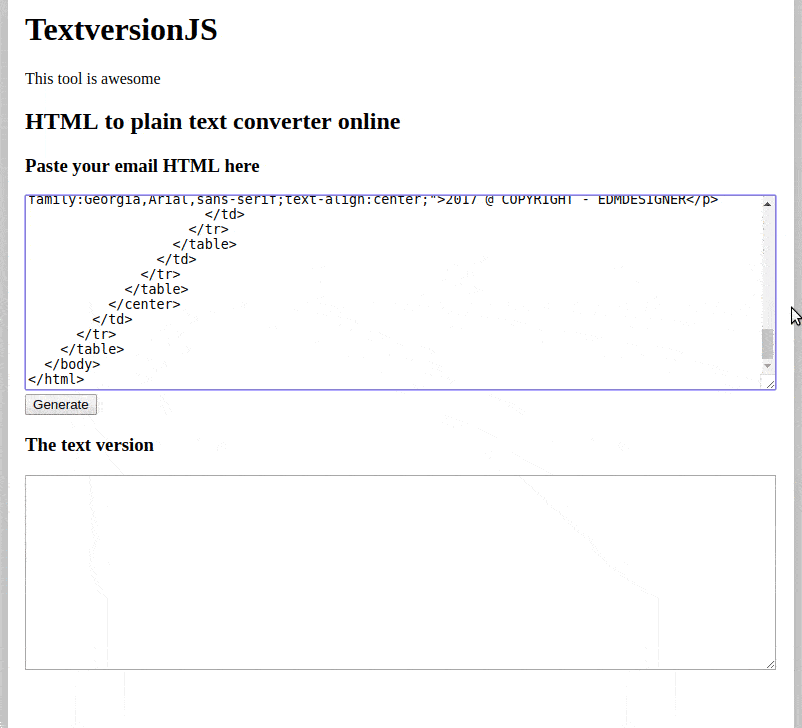 TextversionJS
This tool is awesome
HTML to plain text converter online
Paste your email HTML here
family:Georgia,Arial,sans-serif;text-align:center;">2017 @ COPYRIGHT - EDMDESIGNER</p>
</td>
</tr>
</table>
</td>
</tr>
</table>
</center>
</td>
</tr>
</table>
</body>
</html>
Generate
The text version